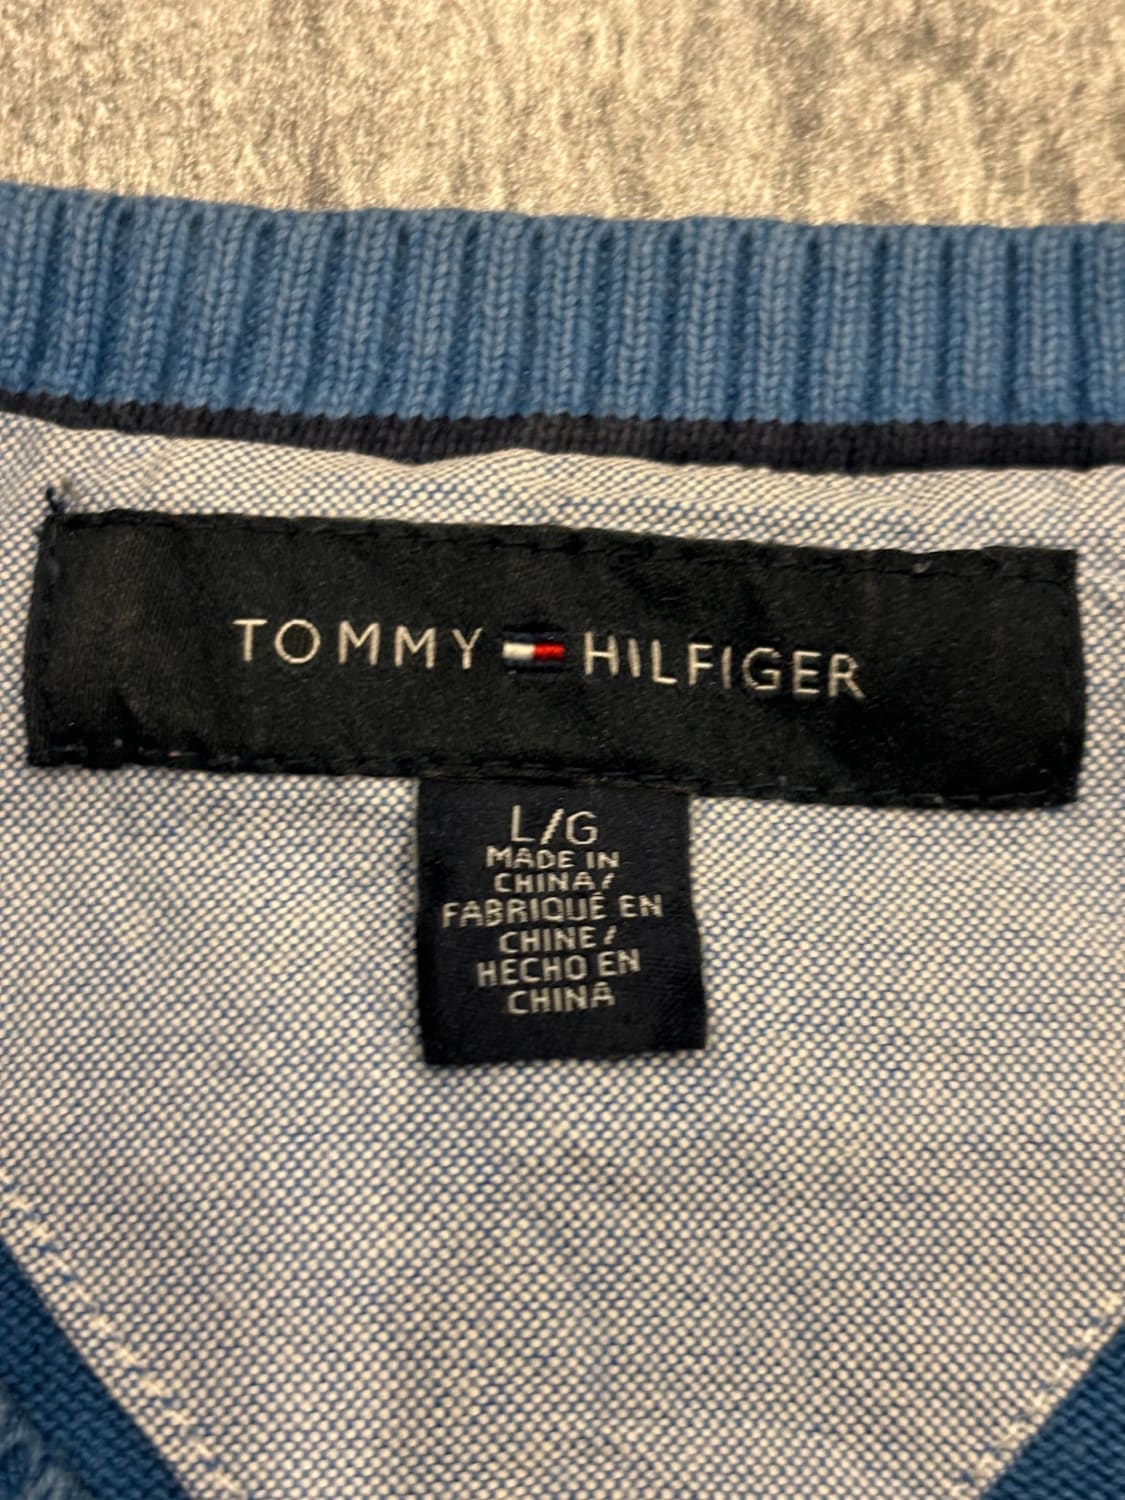 TOMMY HILFIGER
L/G
MADE IN
CHINA/
FABRIQUÉ EN
CHINE/
HECHO EN
CHINA